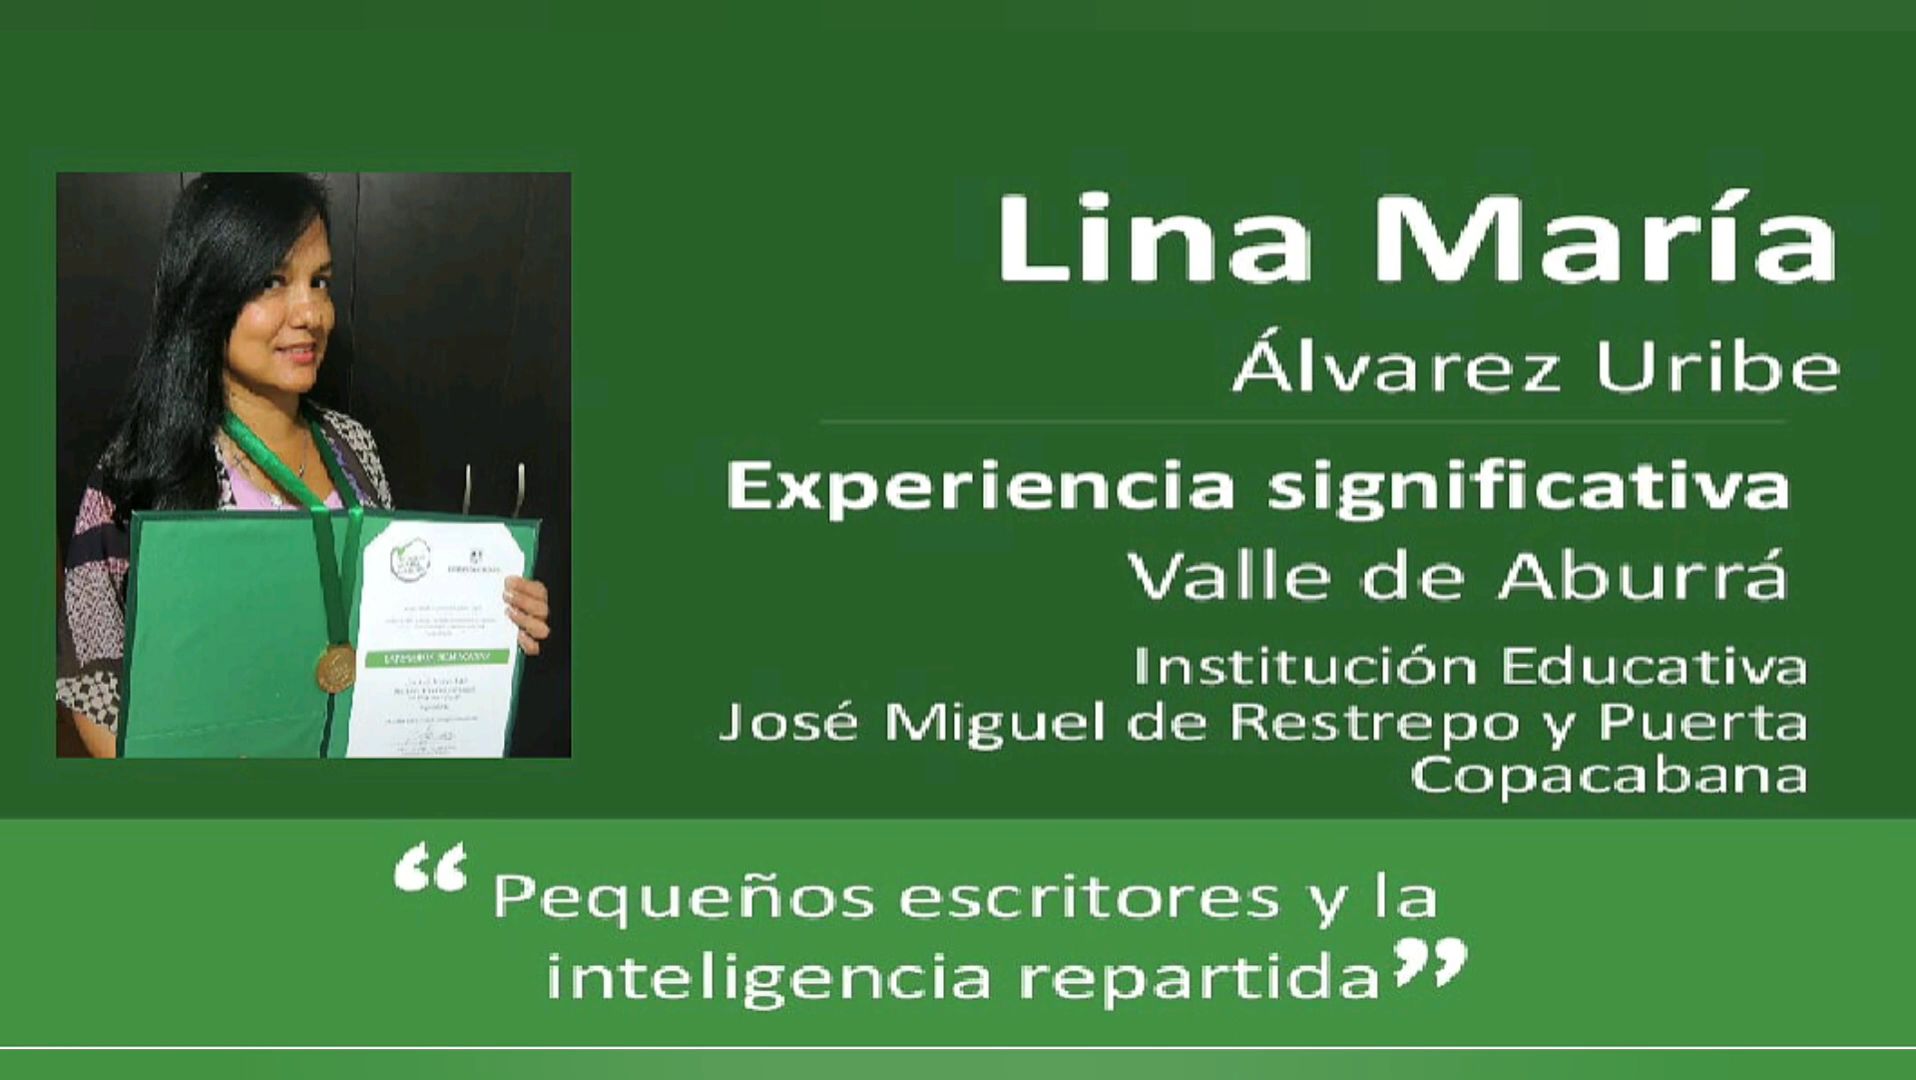 Lina María
Álvarez Uribe
Experiencia significativa
Valle de Aburrá
Institución Educativa
José Miguel de Restrepo y Puerta
Copacabana
“Pequeños escritores y la
inteligencia repartida”